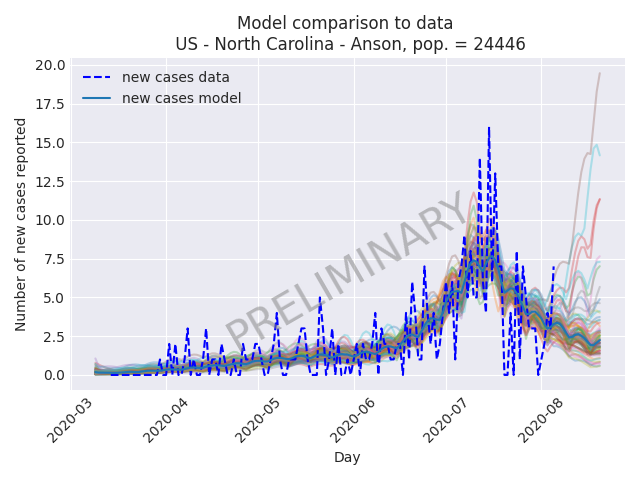 Model comparison to data
US - North Carolina - Anson, pop. = 24446
20.0
17.5
15.0
12.5
10.0
7.5
5.0
2.5
0.0
Number of new cases reported
new cases data
new cases model
PRELIMINARY
2020-03
2020-04
2020-05
2020-06
2020-07
2020-08
Day